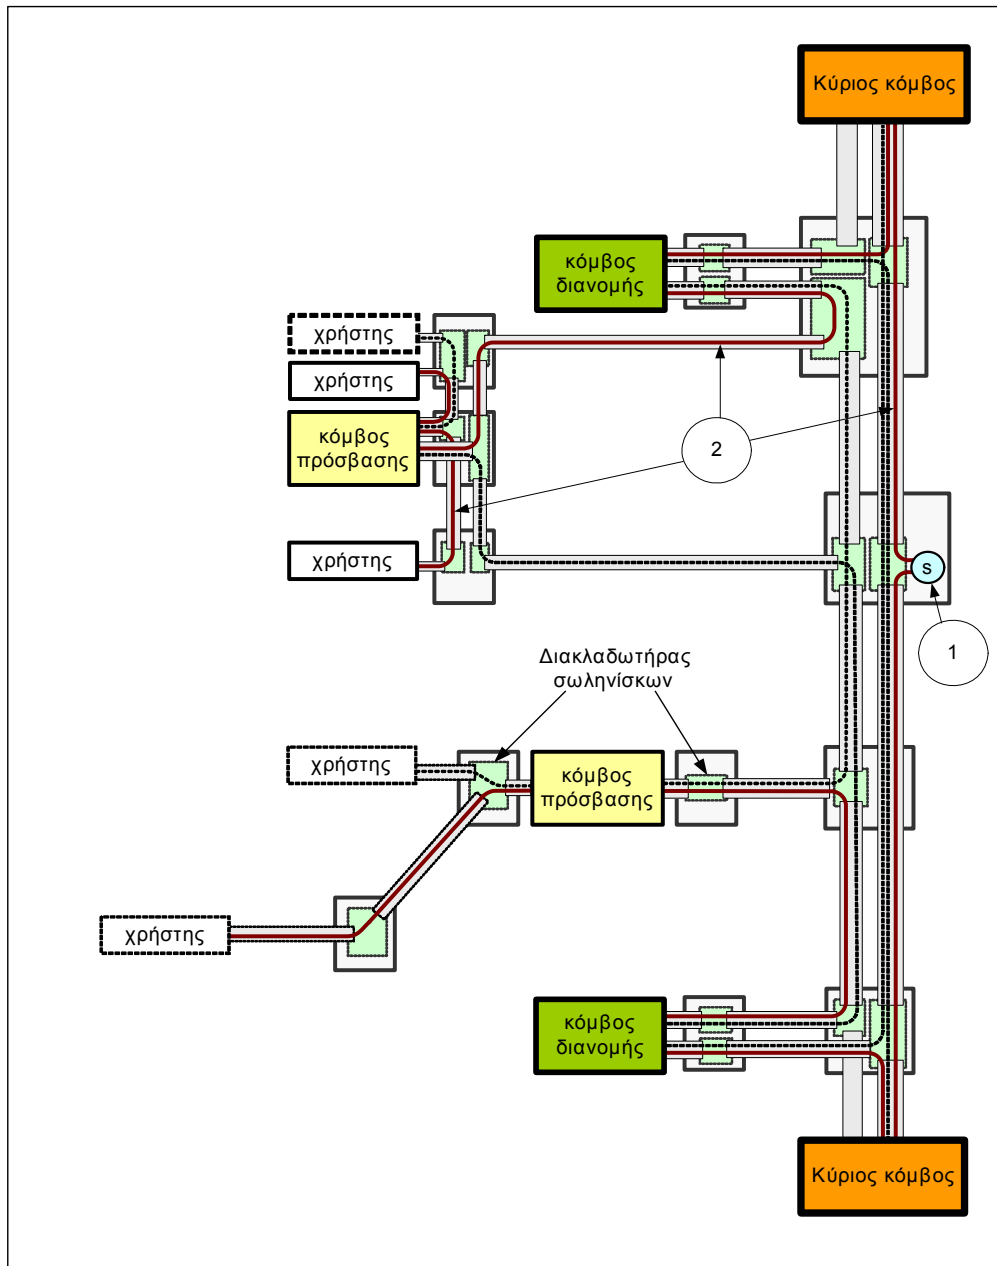 Κύριος κόμβος
κόμβος
διανομής
χρήστης
χρήστης
κόμβος
πρόσβασης
2
χρήστης
s
1
Διακλαδωτήρας
σωληνίσκων
χρήστης
κόμβος
πρόσβασης
χρήστης
κόμβος
διανομής
Κύριος κόμβος